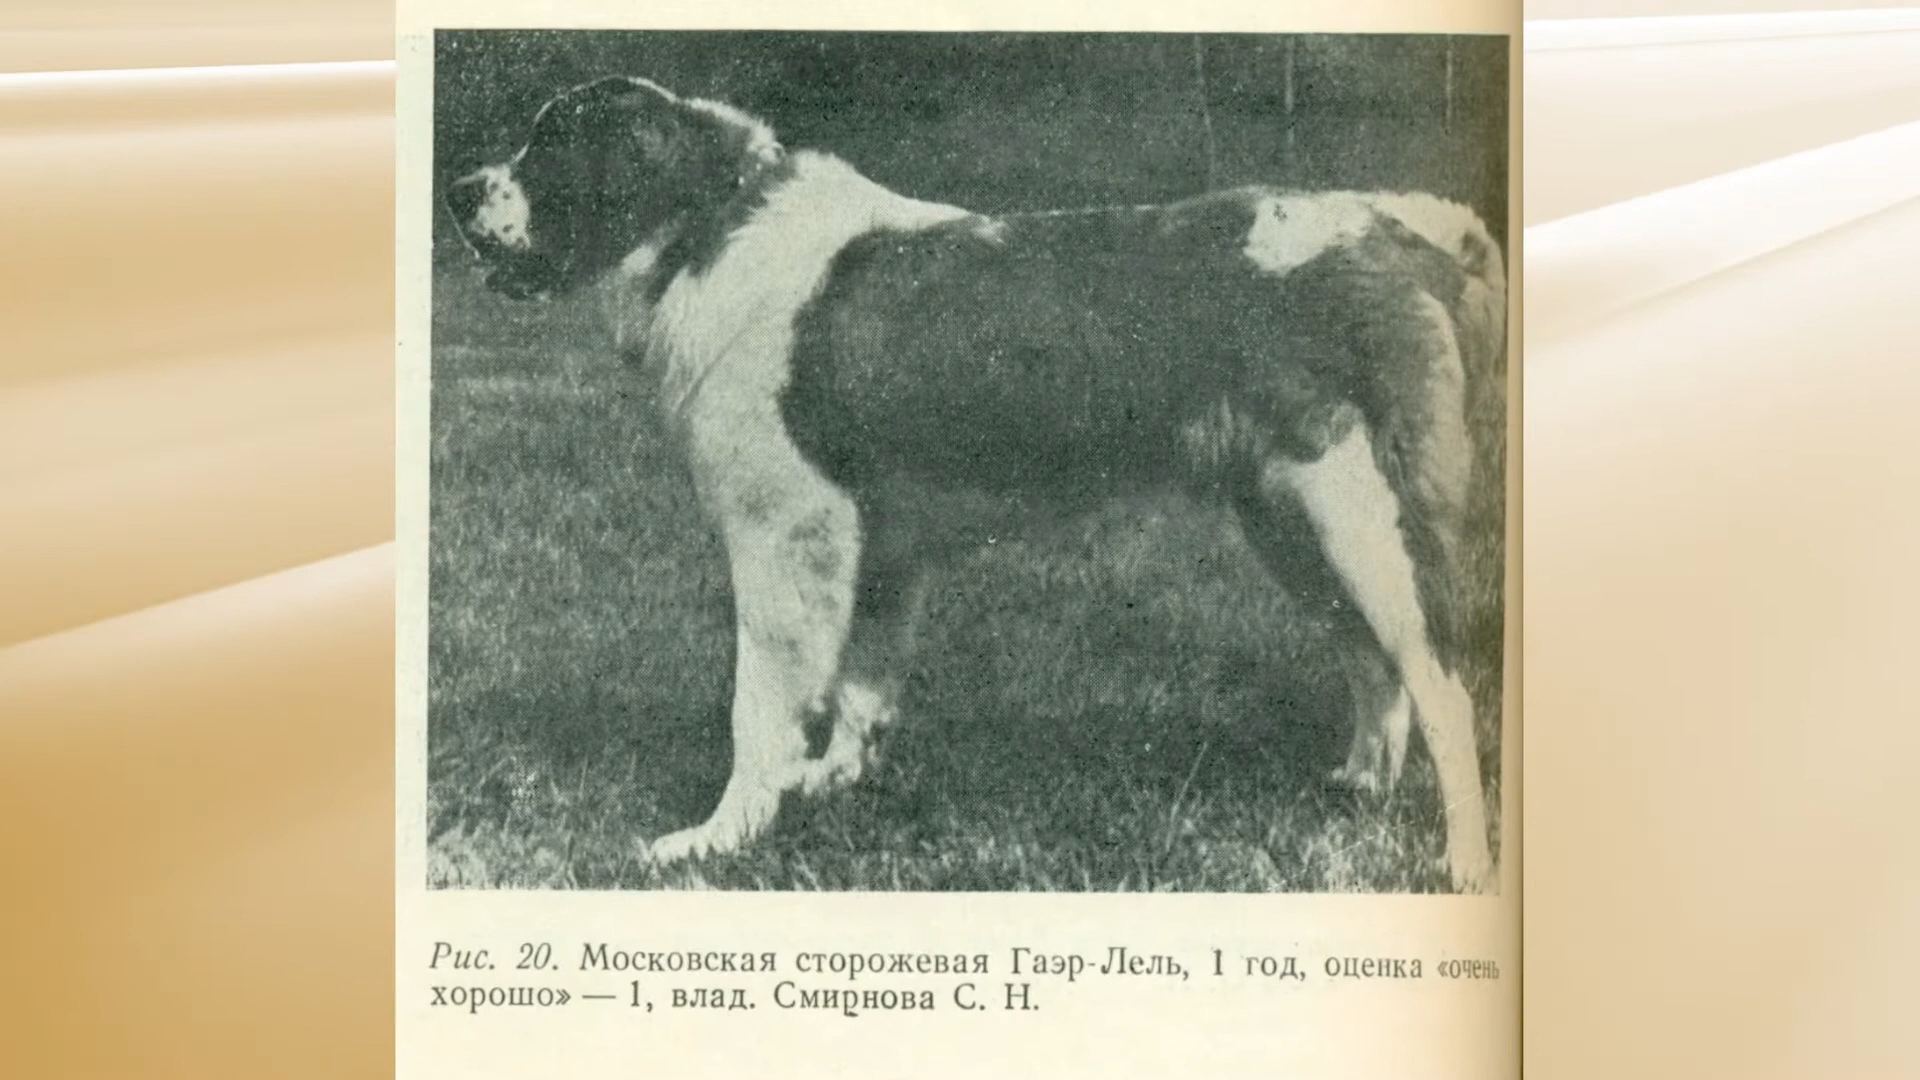 Рис. 20. Московская сторожевая Гаэр-Лель, 1 год, оценка «очень
хорошо» — 1, влад. Смирнова С. Н.